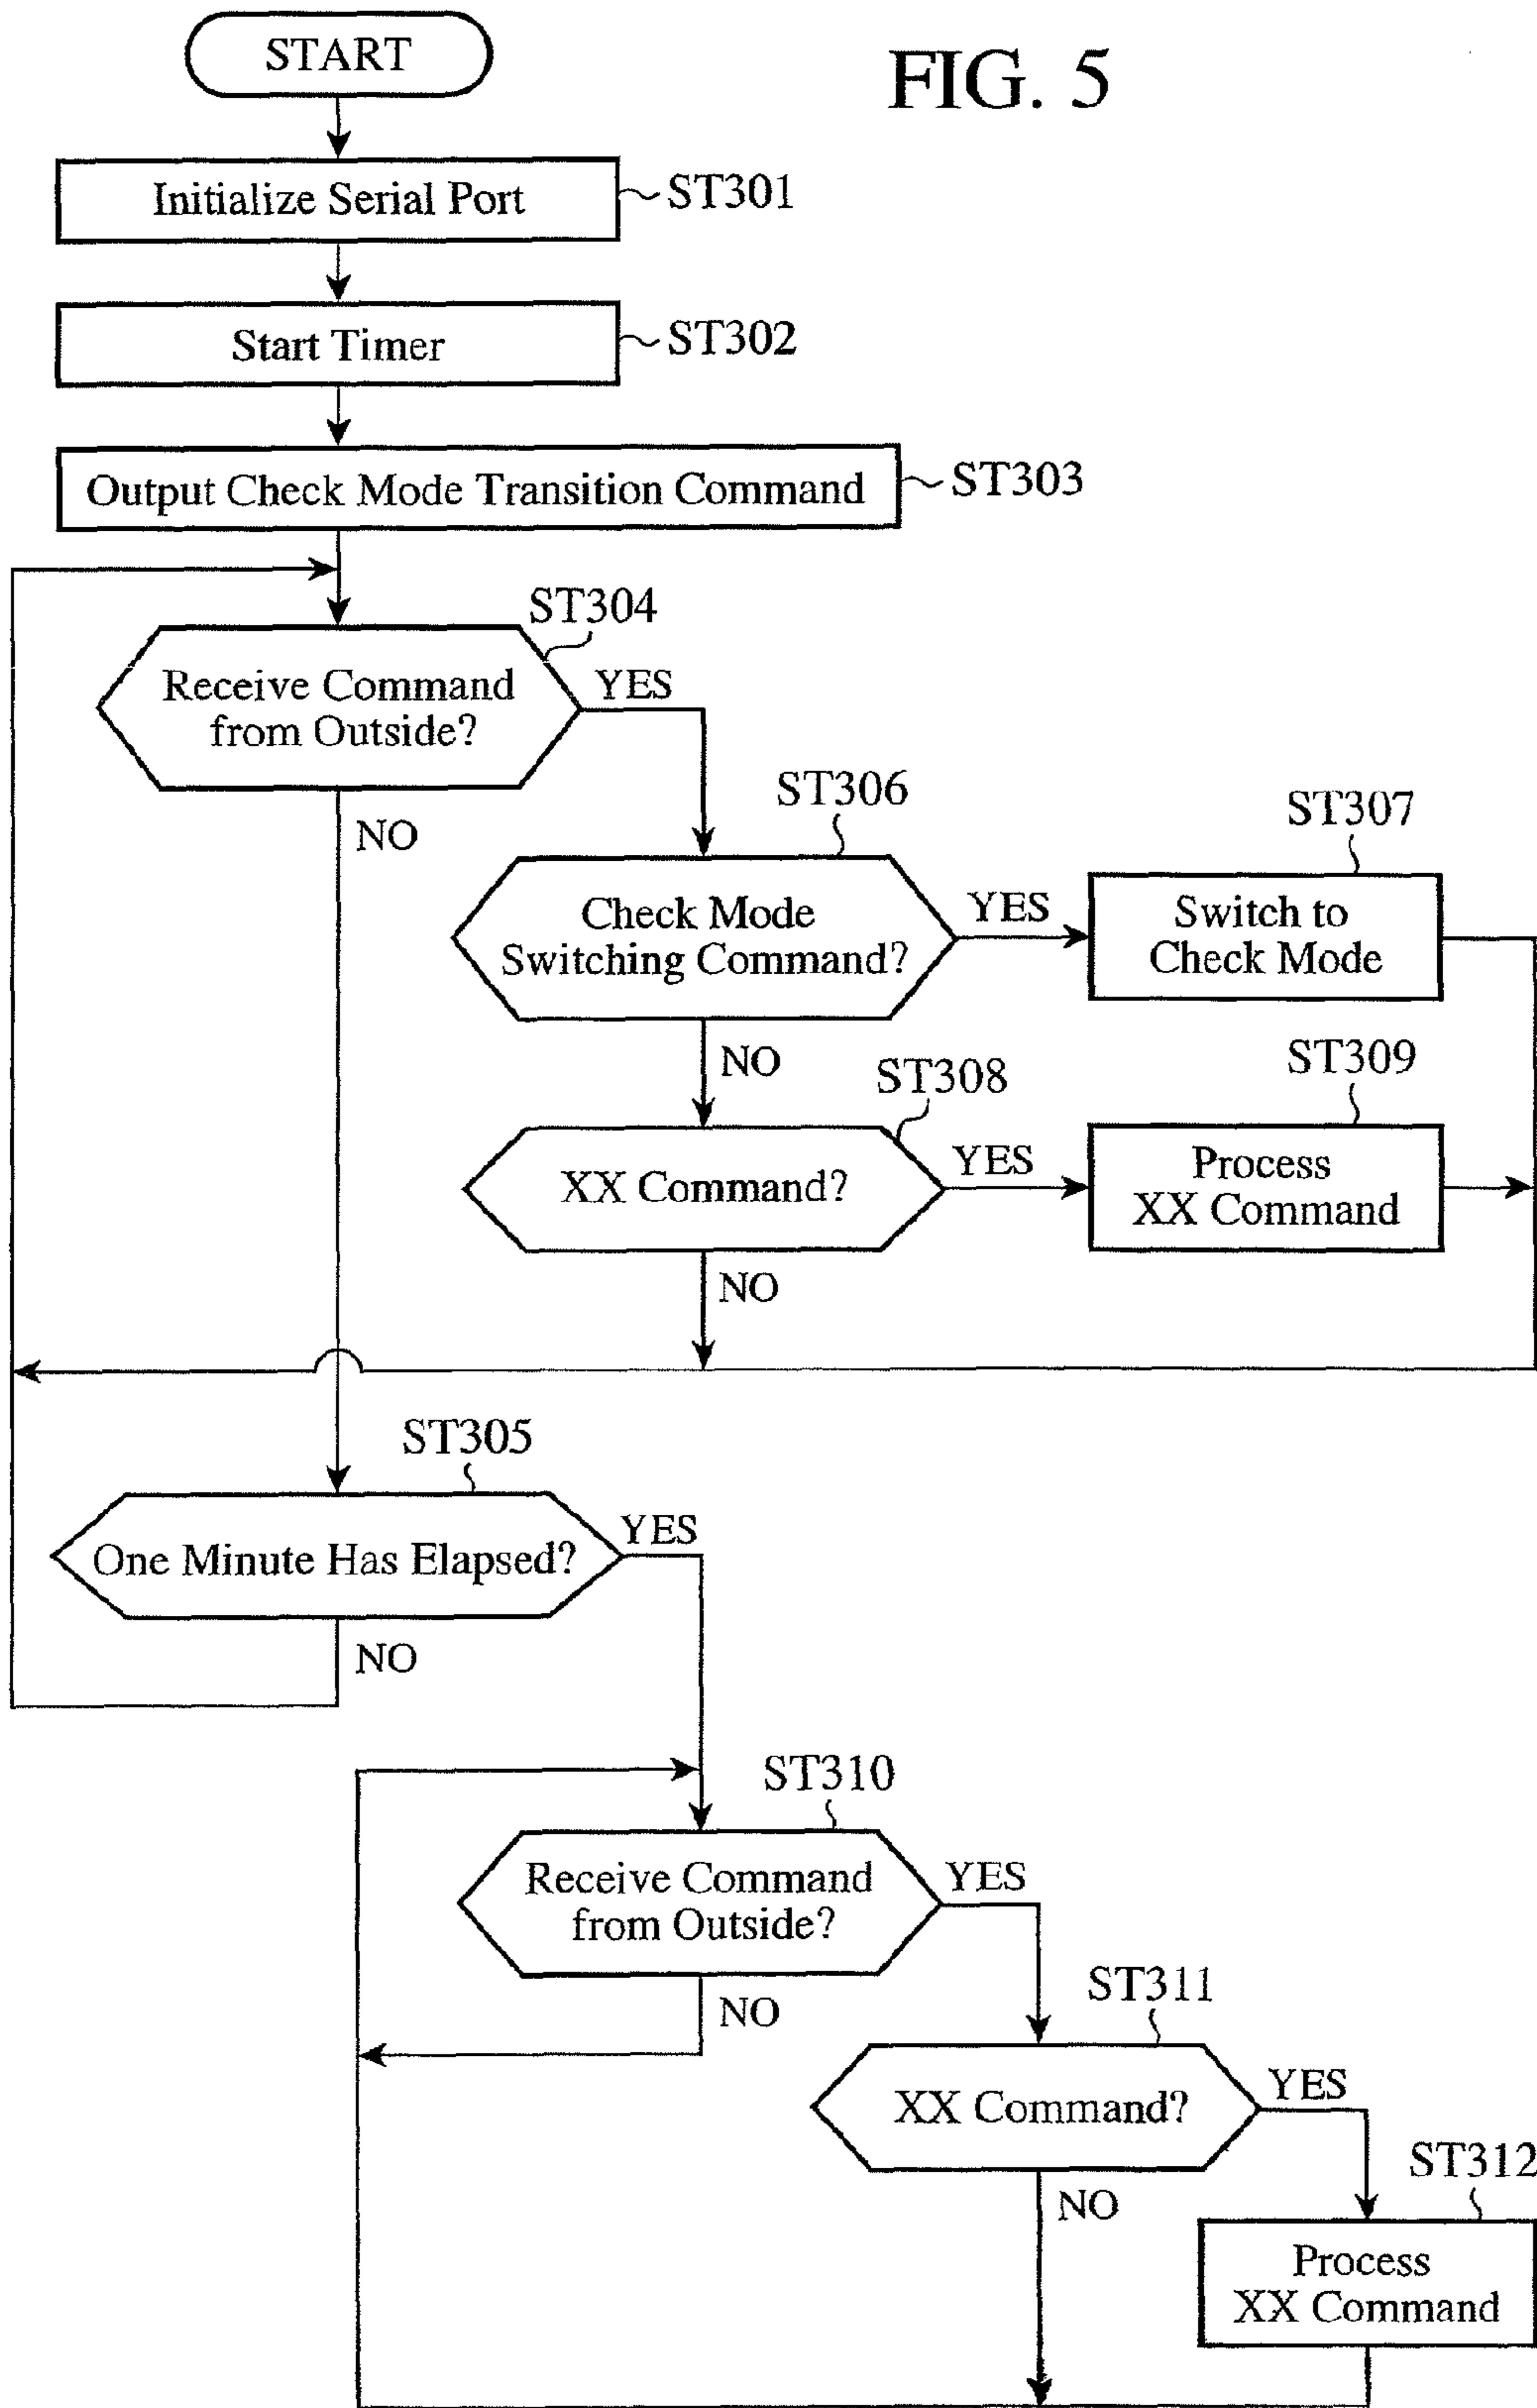 START
FIG. 5
Initialize Serial Port
ST301
Start Timer
ST302
Output Check Mode Transition Command
ST303
ST304
Receive Command
from Outside?
YES
NO
ST306
Check Mode
Switching Command?
YES
ST307
Switch to
Check Mode
NO
ST308
XX Command?
YES
ST309
Process
XX Command
NO
ST305
One Minute Has Elapsed?
YES
NO
ST310
Receive Command
from Outside?
YES
NO
ST311
XX Command?
YES
NO
ST312
Process
XX Command